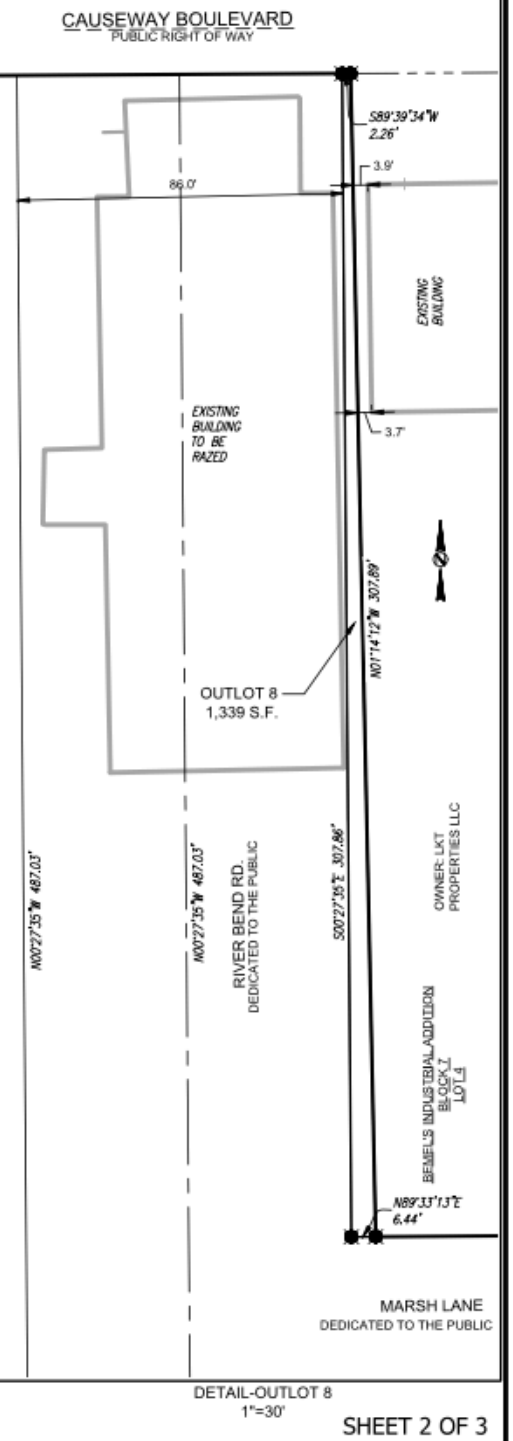 CAUSEWAY BOULEVARD
PUBLIC RIGHT OF WAY
S89°39'34"W
2.26'
3.9'
86.0'
EXISTING
BUILDING
EXISTING
BUILDING
TO BE
RAZED
3.7'
N01°14'12"W 307.89'
OUTLOT 8
1,339 S.F.
N00°27'35"W 487.03'
N00°27'35"W 487.03'
RIVER BEND RD.
DEDICATED TO THE PUBLIC
S00°27'35"E 307.86'
OWNER: LKT
PROPERTIES LLC
BEMEL'S INDUSTRIAL ADDITION
BLOCK 7
LOT 4
N89°33'13"E
6.44'
MARSH LANE
DEDICATED TO THE PUBLIC
DETAIL-OUTLOT 8
1"=30'
SHEET 2 OF 3